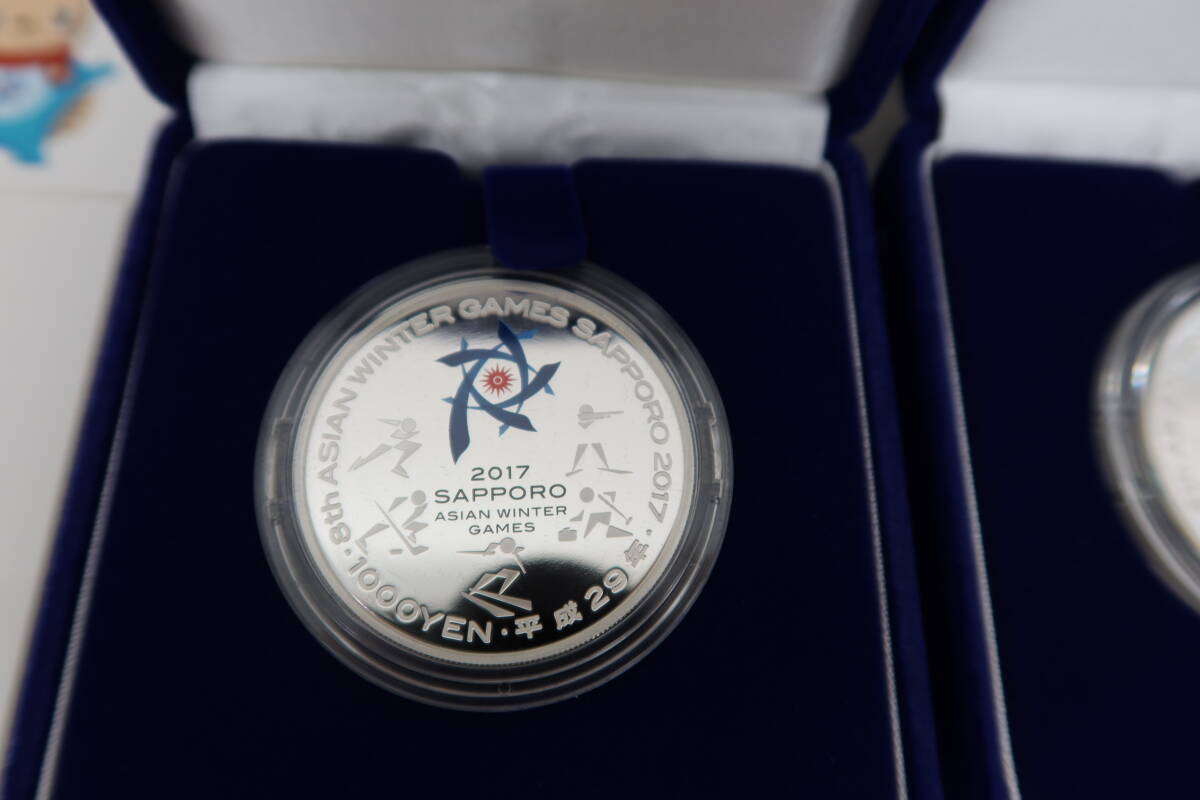 8th ASIAN WINTER GAMES SAPPORO 2017
2017
SAPPORO
ASIAN WINTER
GAMES
・1000YEN・平成29年・